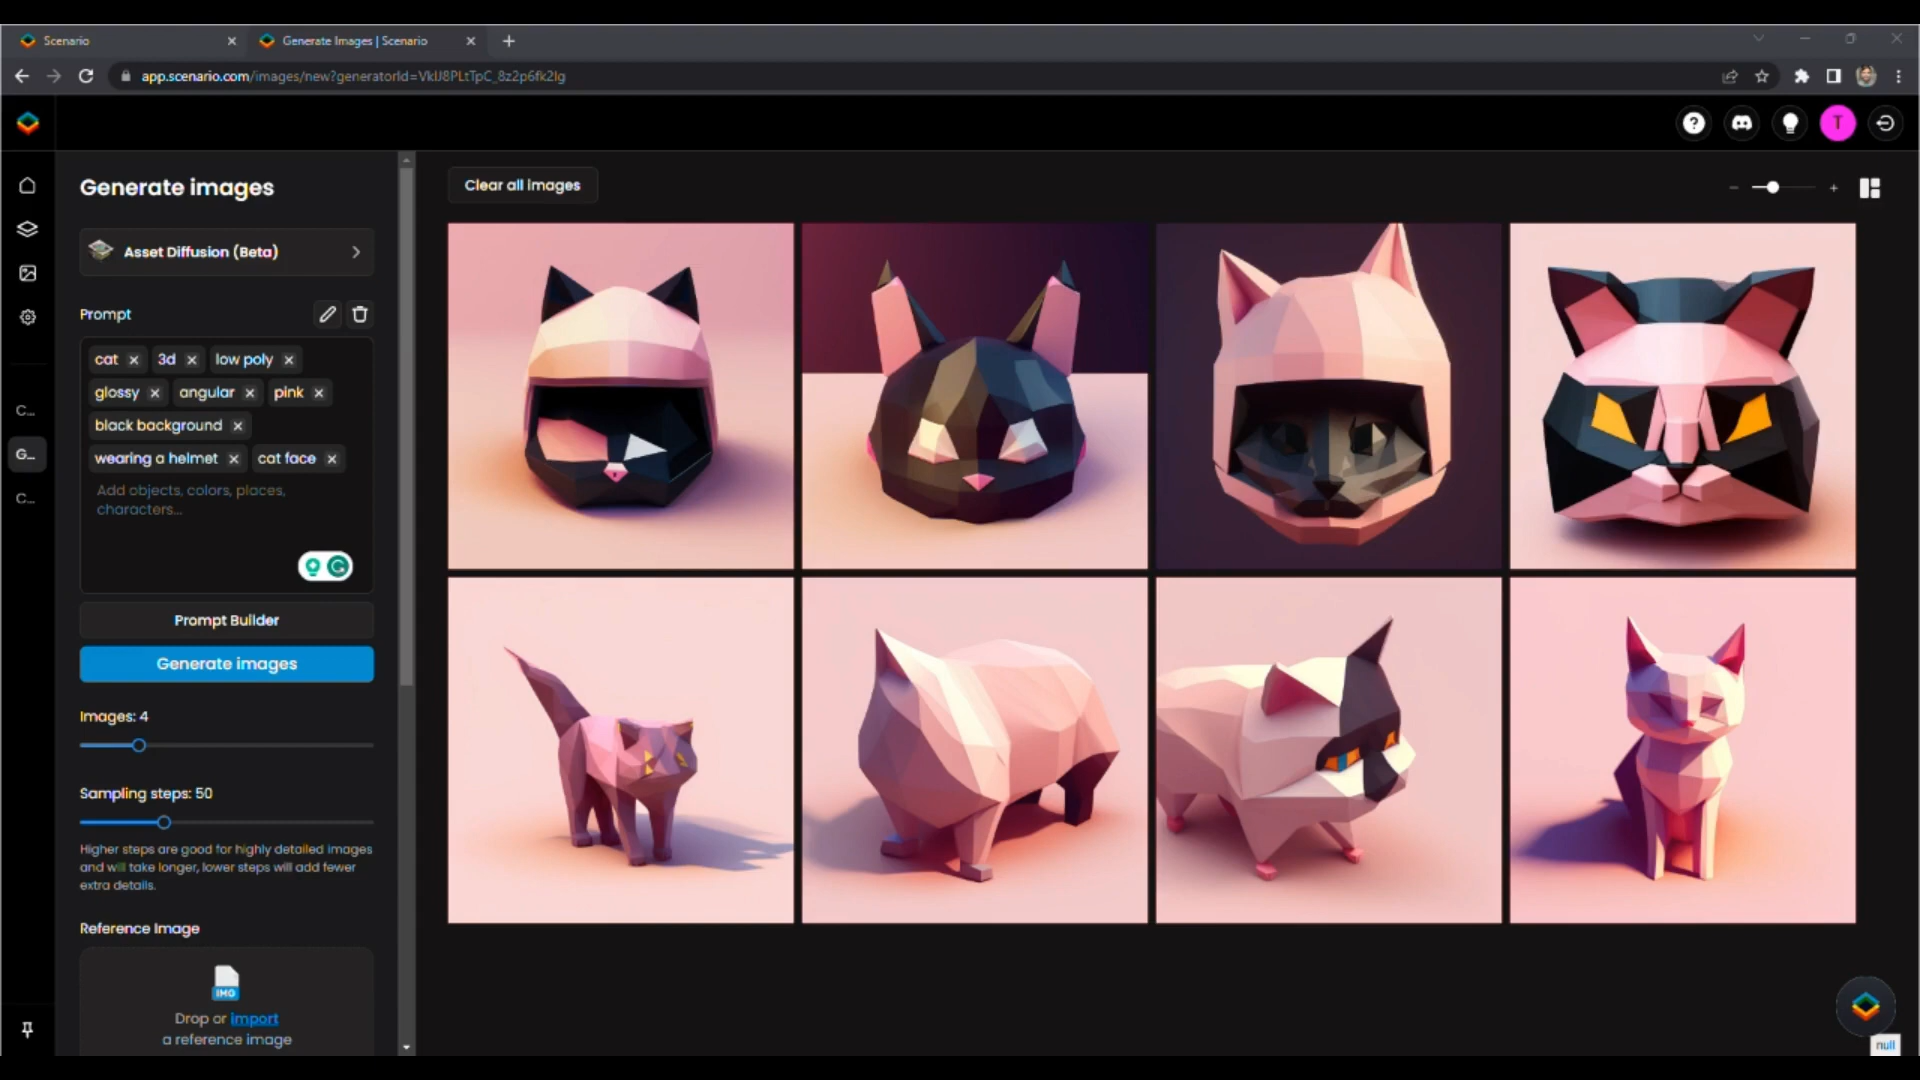 Scenario
Generate Images | Scenario
app.scenario.com/images/new?generatorId=VkIJ8PLtTpC_8z2p6fk2Ig
T
Generate images
Clear all images
Asset Diffusion (Beta)
Prompt
cat
3d
low poly
glossy
angular
pink
black background
wearing a helmet
cat face
Add objects, colors, places,
characters...
C...
G...
C...
Prompt Builder
Generate images
Images: 4
Sampling steps: 50
Higher steps are good for highly detailed images
and will take longer, lower steps will add fewer
extra details.
Reference Image
IMG
Drop or import
a reference image
null